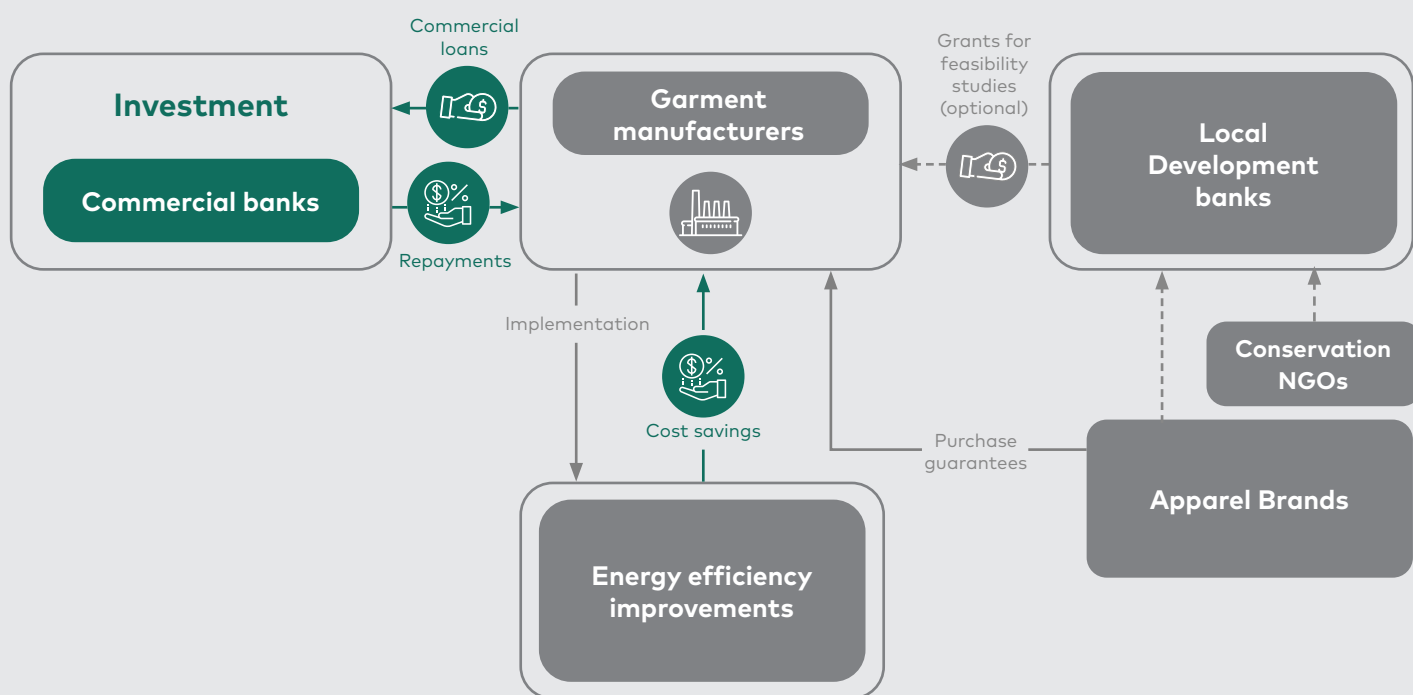 Commercial
loans
Grants for
feasibility
studies
(optional)
Investment
Commercial banks
Repayments
Garment
manufacturers
Local
Development
banks
Implementation
Cost savings
Conservation
NGOs
Purchase
guarantees
Apparel Brands
Energy efficiency
improvements